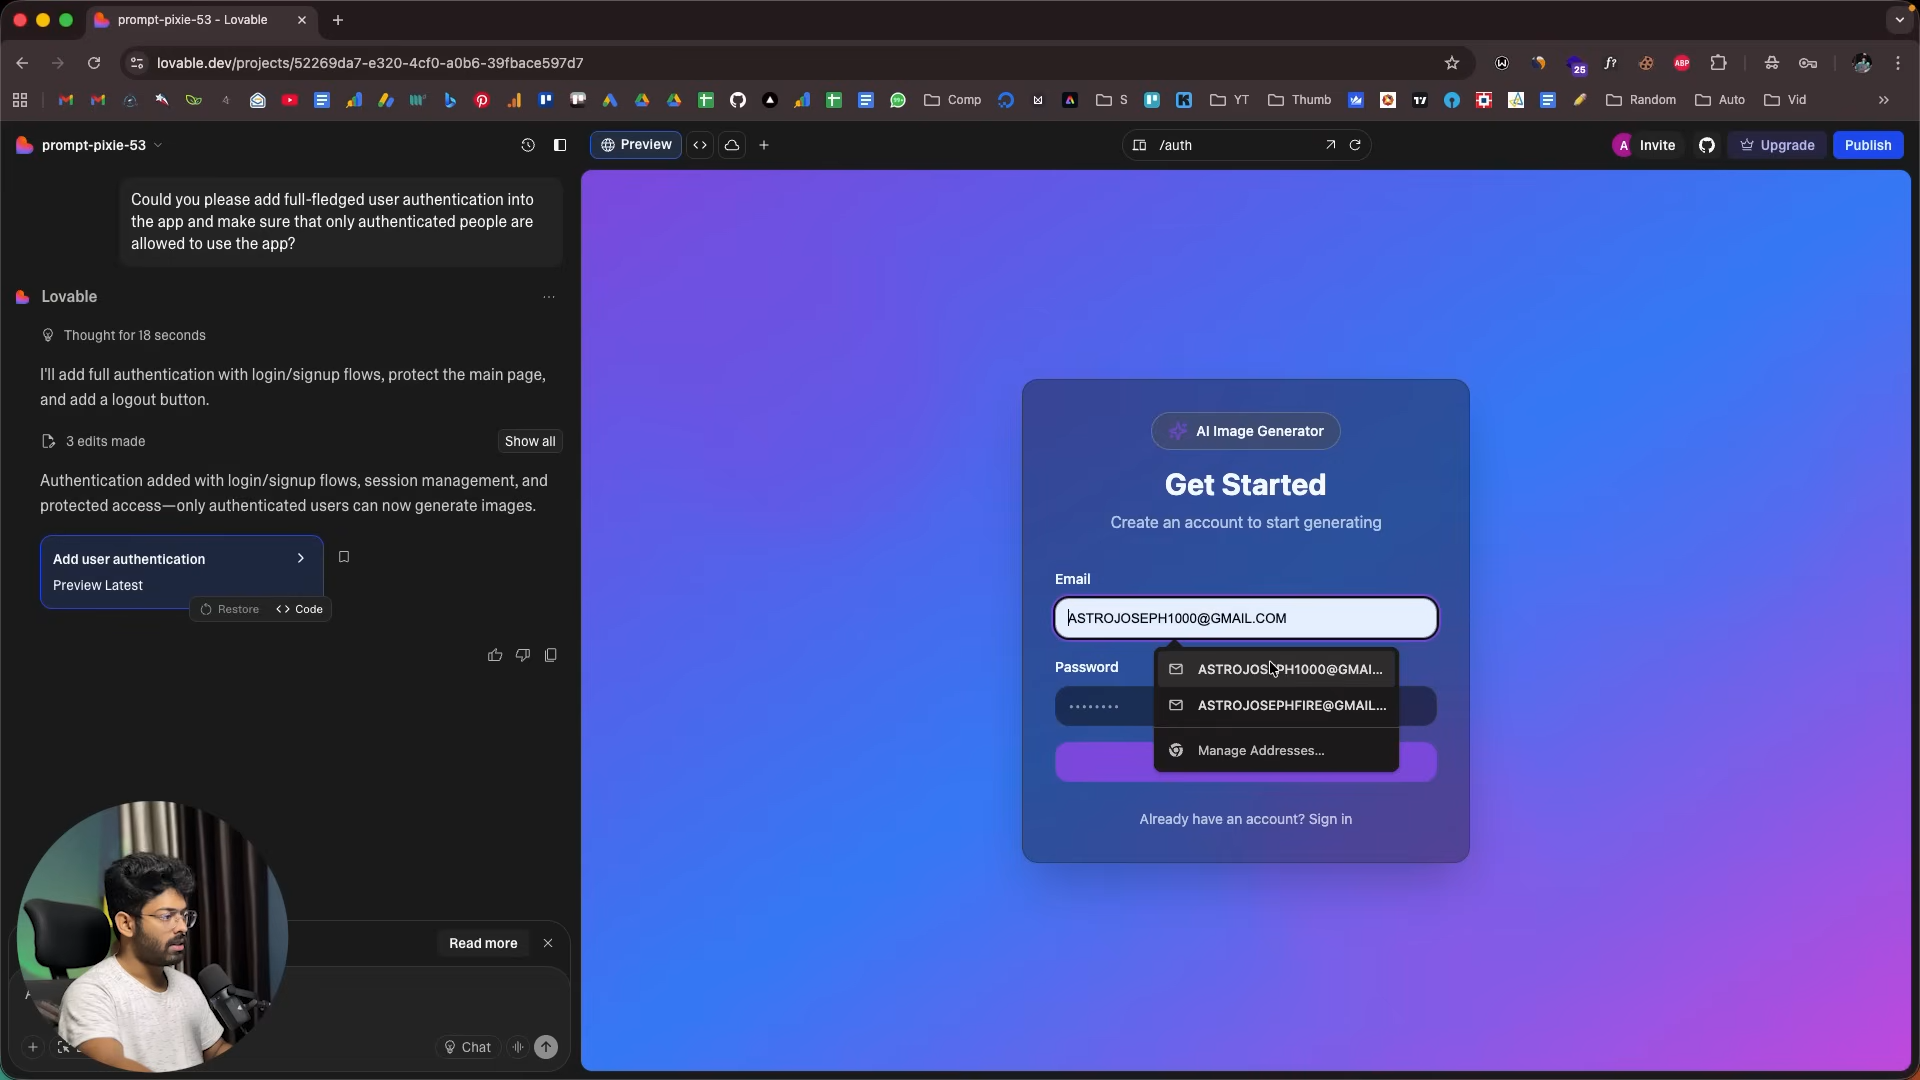 prompt-pixie-53 - Lovable
lovable.dev/projects/52269da7-e320-4cf0-a0b6-39fbace597d7
25
f?
ABP
Comp
S
YT
Thumb
Random
Auto
Vid
prompt-pixie-53
Preview
/auth
A
Invite
Upgrade
Publish
Could you please add full-fledged user authentication into
the app and make sure that only authenticated people are
allowed to use the app?
Lovable
Thought for 18 seconds
I'll add full authentication with login/signup flows, protect the main page,
and add a logout button.
3 edits made
Show all
Authentication added with login/signup flows, session management, and
protected access—only authenticated users can now generate images.
Add user authentication
Preview Latest
Restore
Code
Read more
Chat
AI Image Generator
Get Started
Create an account to start generating
Email
ASTROJOSEPH1000@GMAIL.COM
Password
ASTROJOSEPH1000@GMAI...
ASTROJOSEPHFIRE@GMAIL...
Manage Addresses...
Already have an account? Sign in